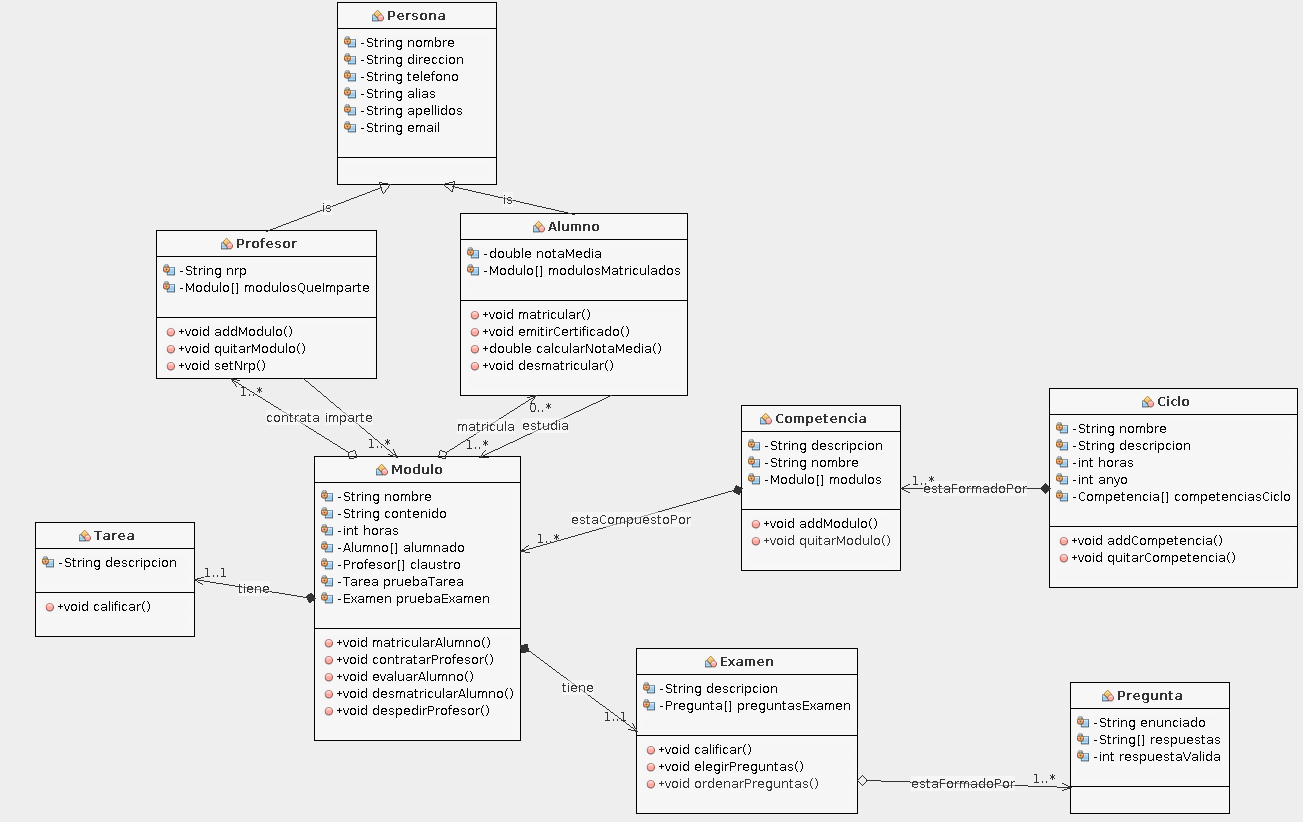 Persona
-String nombre
-String direccion
-String telefono
-String alias
-String apellidos
-String email
is
is
Profesor
-String nrp
-Modulo[] modulosQueImparte
+void addModulo()
+void quitarModulo()
+void setNrp()
Alumno
-double notaMedia
-Modulo[] modulosMatriculados
+void matricular()
+void emitirCertificado()
+double calcularNotaMedia()
+void desmatricular()
1..*
contrata
imparte
1..*
0..*
matricula
estudia
1..*
Modulo
-String nombre
-String contenido
-int horas
-Alumno[] alumnado
-Profesor[] claustro
-Tarea pruebaTarea
-Examen pruebaExamen
+void matricularAlumno()
+void contratarProfesor()
+void evaluarAlumno()
+void desmatricularAlumno()
+void despedirProfesor()
Competencia
-String descripcion
-String nombre
-Modulo[] modulos
+void addModulo()
+void quitarModulo()
1..*
estaFormadoPor
Ciclo
-String nombre
-String descripcion
-int horas
-int anyo
-Competencia[] competenciasCiclo
+void addCompetencia()
+void quitarCompetencia()
estaCompuestoPor
1..*
Tarea
-String descripcion
+void calificar()
1..1
tiene
tiene
1..1
Examen
-String descripcion
-Pregunta[] preguntasExamen
+void calificar()
+void elegirPreguntas()
+void ordenarPreguntas()
estaFormadoPor
1..*
Pregunta
-String enunciado
-String[] respuestas
-int respuestaValida